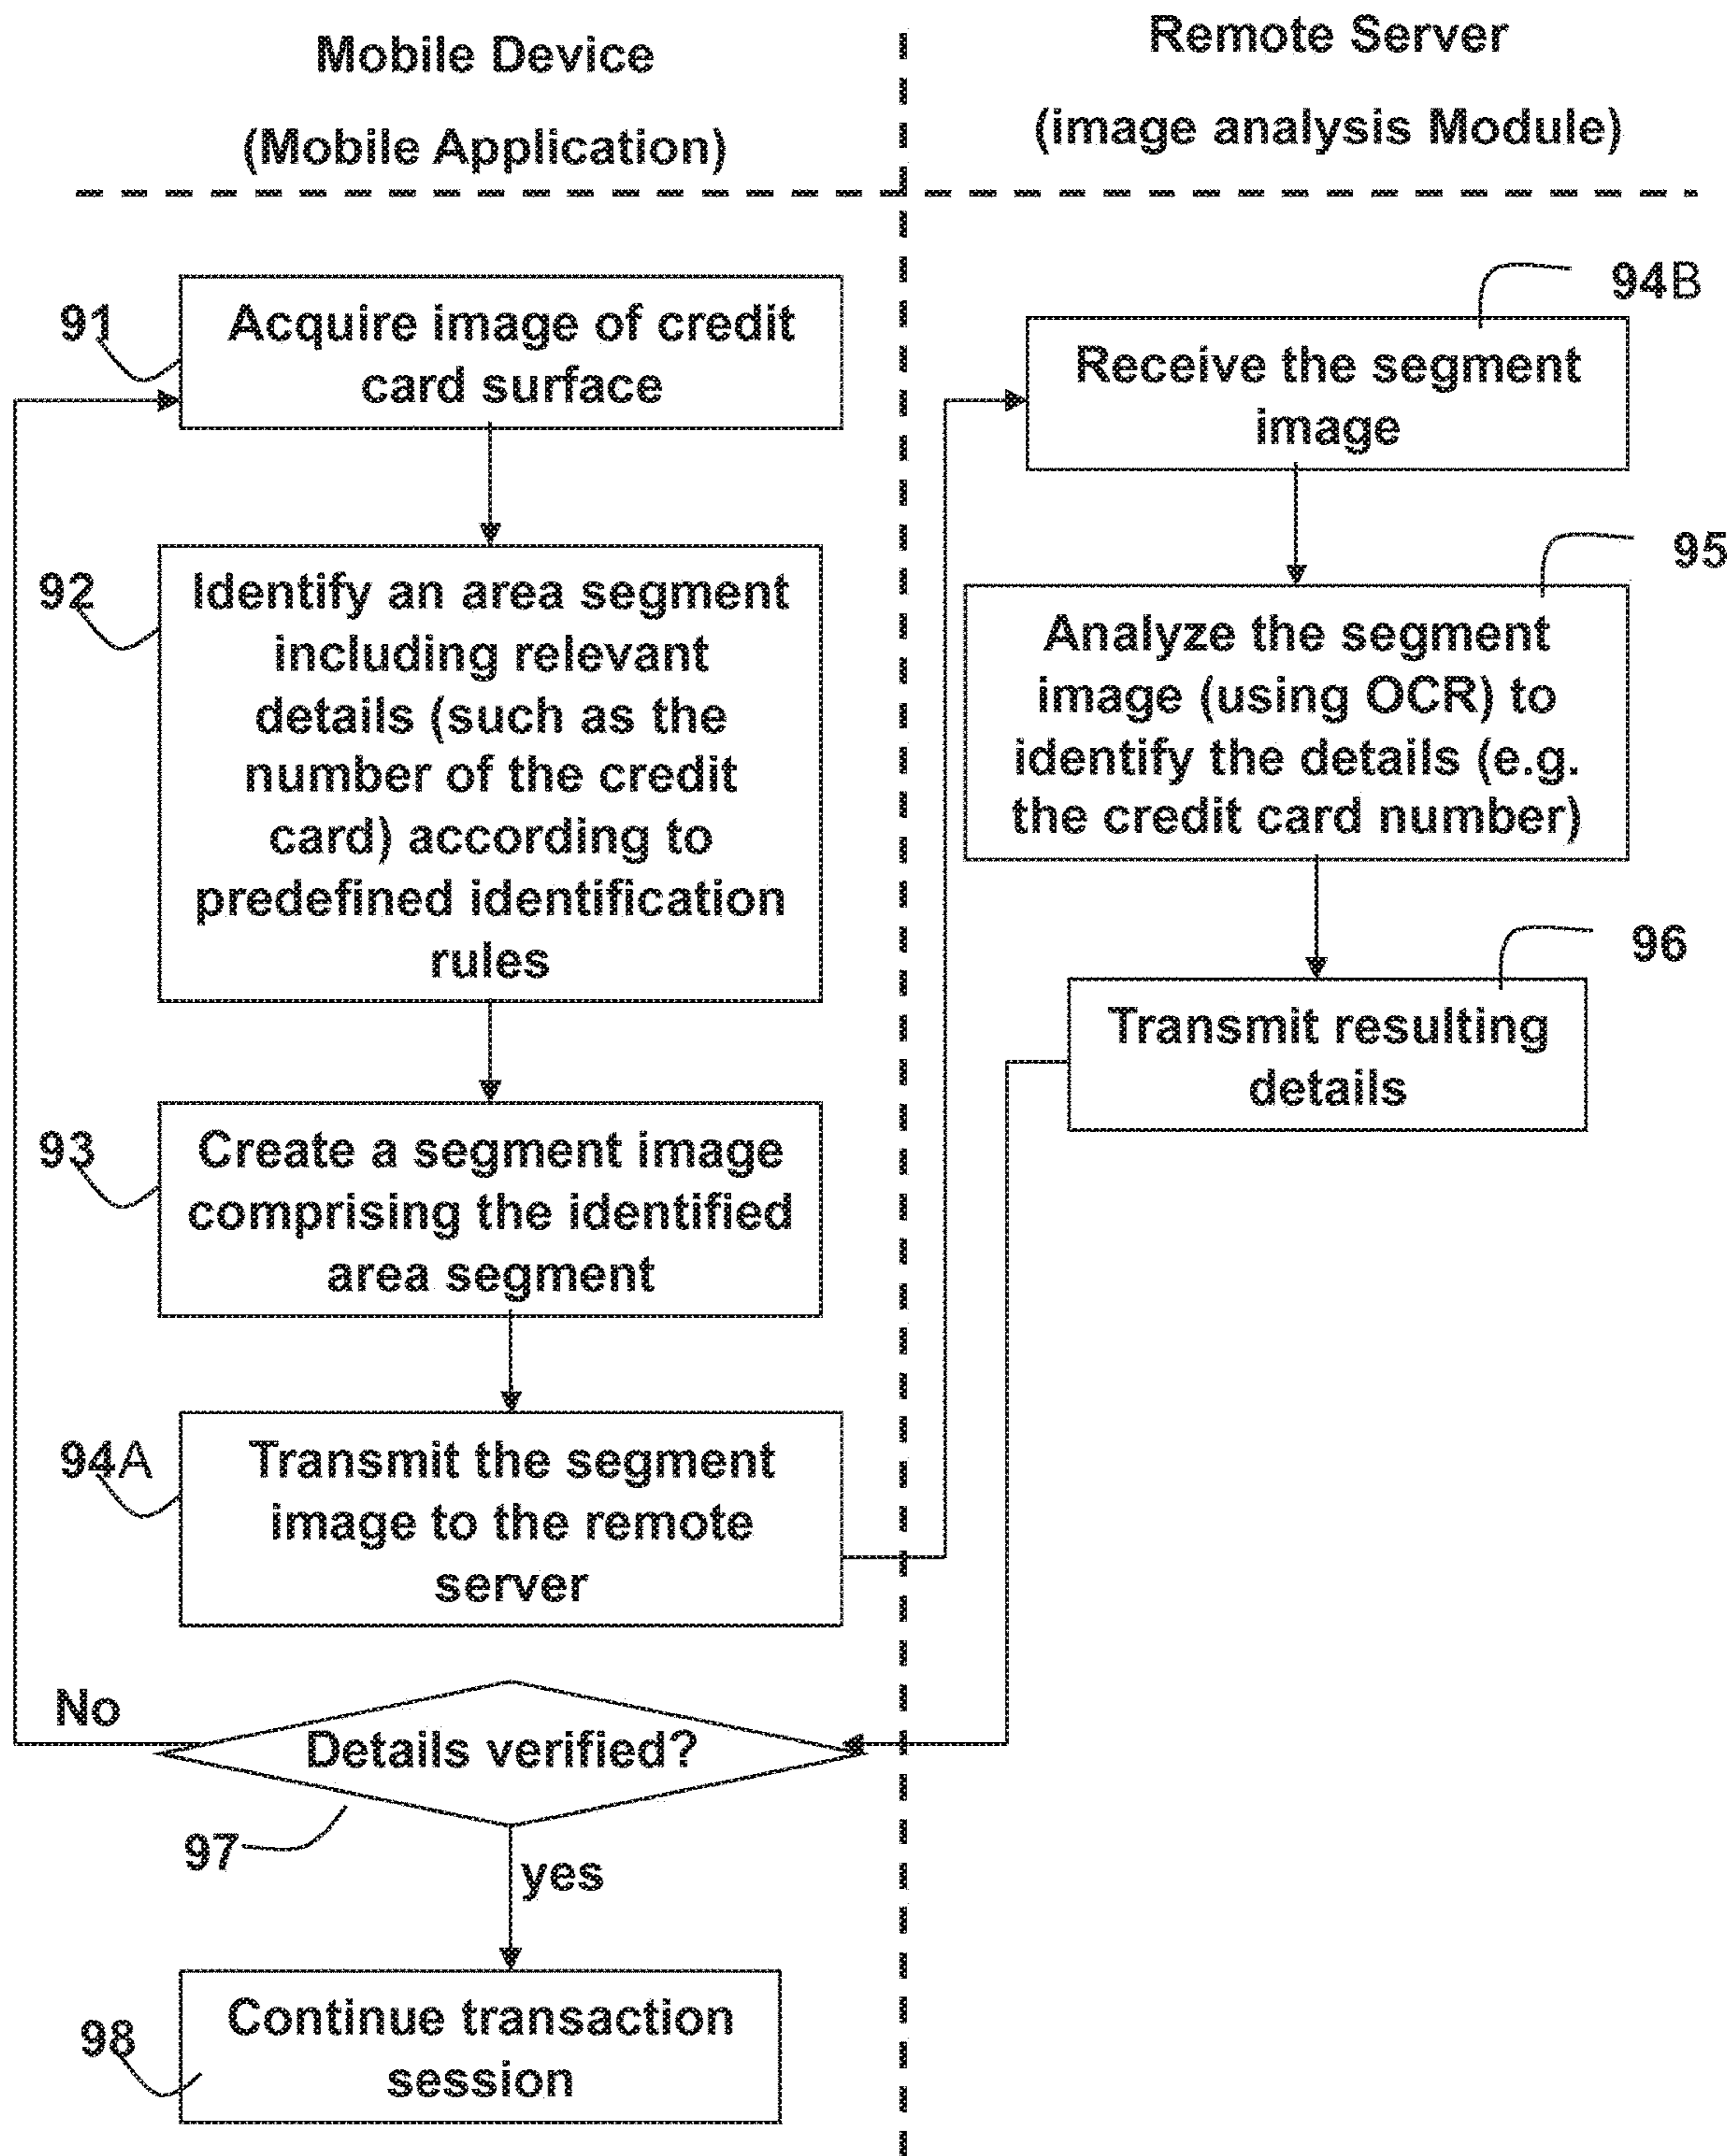 Mobile Device
(Mobile Application)
Remote Server
(image analysis Module)
91
Acquire image of credit
card surface
92
Identify an area segment
including relevant
details (such as the
number of the credit
card) according to
predefined identification
rules
93
Create a segment image
comprising the identified
area segment
94A
Transmit the segment
image to the remote
server
94B
Receive the segment
image
95
Analyze the segment
image (using OCR) to
identify the details (e.g.
the credit card number)
96
Transmit resulting
details
No
Details verified?
97
yes
98
Continue transaction
session